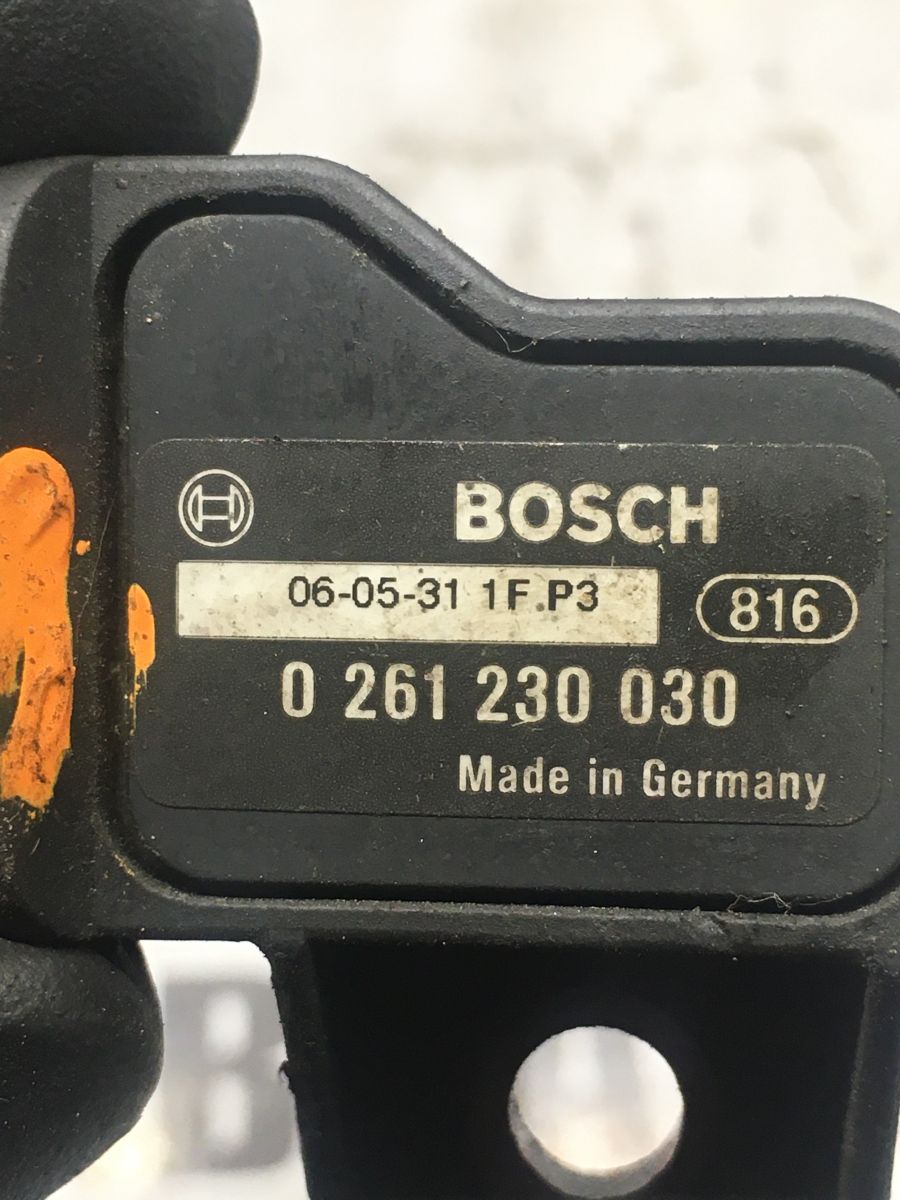 BOSCH
06-05-31 1F.P3
816
0 261 230 030
Made in Germany